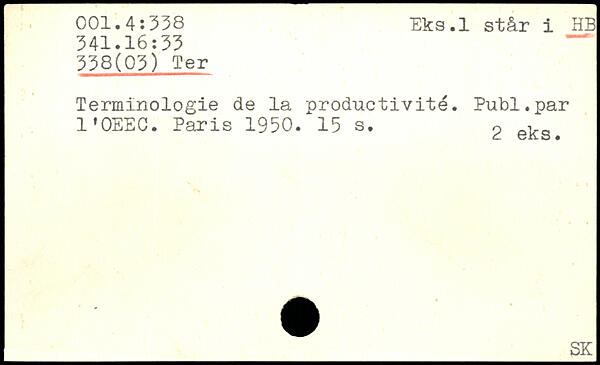 001.4:338 Eks.1 står i HB
341.16:33
338(03) Ter
Terminologie de la productivité. Publ.par
l'OEEC. Paris 1950. 15 s. 2 eks.
SK